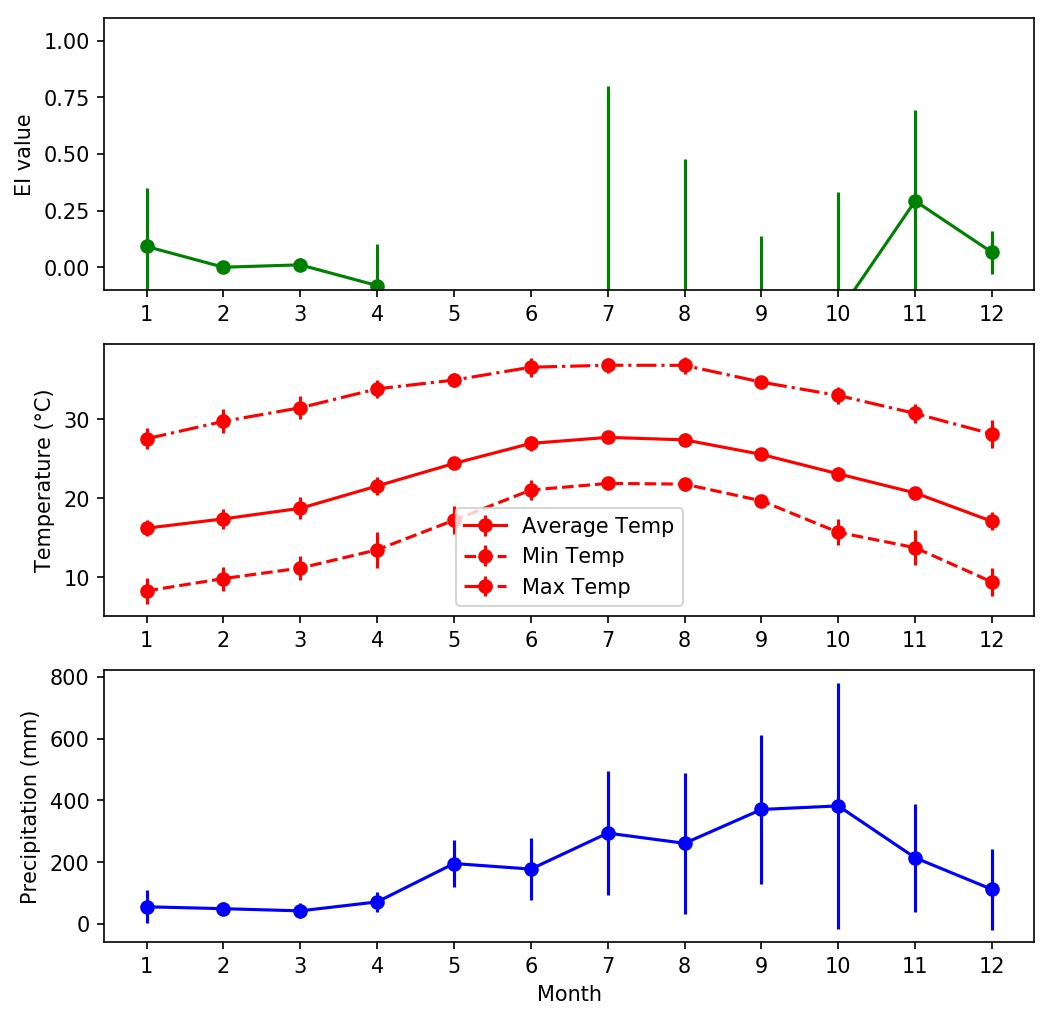 1.00
0.75
0.50
0.25
0.00
EI value
1 2 3 4 5 6 7 8 9 10 11 12
30
20
10
Temperature (°C)
Average Temp
Min Temp
Max Temp
1 2 3 4 5 6 7 8 9 10 11 12
800
600
400
200
0
Precipitation (mm)
1 2 3 4 5 6 7 8 9 10 11 12
Month